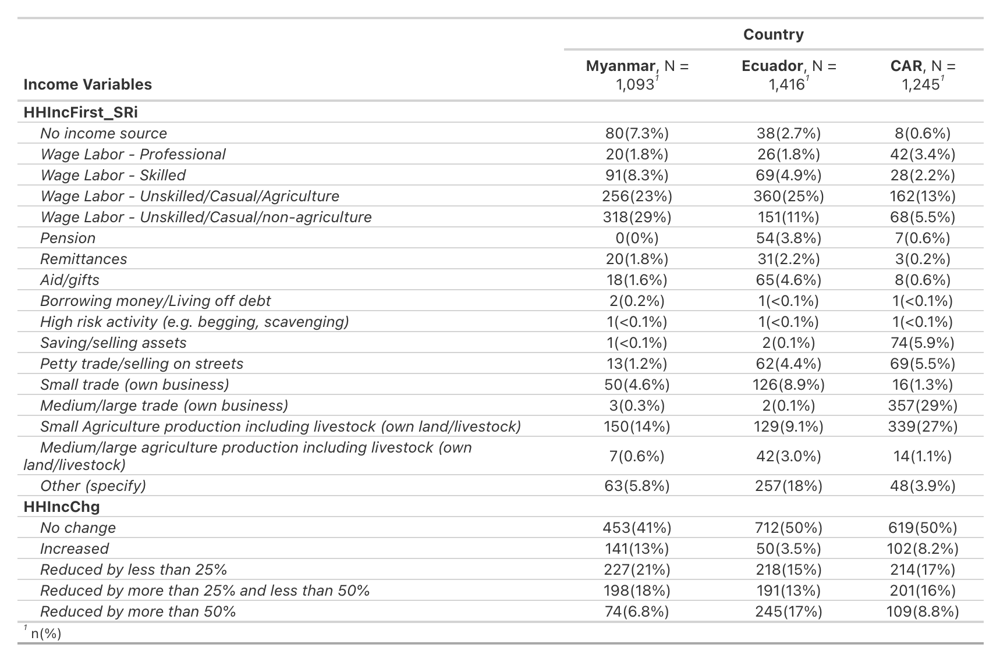 Country
Income Variables Myanmar, N = 1,093¹ Ecuador, N = 1,416¹ CAR, N = 1,245¹
HHIncFirst_SRi
No income source 80(7.3%) 38(2.7%) 8(0.6%)
Wage Labor - Professional 20(1.8%) 26(1.8%) 42(3.4%)
Wage Labor - Skilled 91(8.3%) 69(4.9%) 28(2.2%)
Wage Labor - Unskilled/Casual/Agriculture 256(23%) 360(25%) 162(13%)
Wage Labor - Unskilled/Casual/non-agriculture 318(29%) 151(11%) 68(5.5%)
Pension 0(0%) 54(3.8%) 7(0.6%)
Remittances 20(1.8%) 31(2.2%) 3(0.2%)
Aid/gifts 18(1.6%) 65(4.6%) 8(0.6%)
Borrowing money/Living off debt 2(0.2%) 1(<0.1%) 1(<0.1%)
High risk activity (e.g. begging, scavenging) 1(<0.1%) 1(<0.1%) 1(<0.1%)
Saving/selling assets 1(<0.1%) 2(0.1%) 74(5.9%)
Petty trade/selling on streets 13(1.2%) 62(4.4%) 69(5.5%)
Small trade (own business) 50(4.6%) 126(8.9%) 16(1.3%)
Medium/large trade (own business) 3(0.3%) 2(0.1%) 357(29%)
Small Agriculture production including livestock (own land/livestock) 150(14%) 129(9.1%) 339(27%)
Medium/large agriculture production including livestock (own
land/livestock) 7(0.6%) 42(3.0%) 14(1.1%)
Other (specify) 63(5.8%) 257(18%) 48(3.9%)
HHIncChg
No change 453(41%) 712(50%) 619(50%)
Increased 141(13%) 50(3.5%) 102(8.2%)
Reduced by less than 25% 227(21%) 218(15%) 214(17%)
Reduced by more than 25% and less than 50% 198(18%) 191(13%) 201(16%)
Reduced by more than 50% 74(6.8%) 245(17%) 109(8.8%)
¹ n(%)